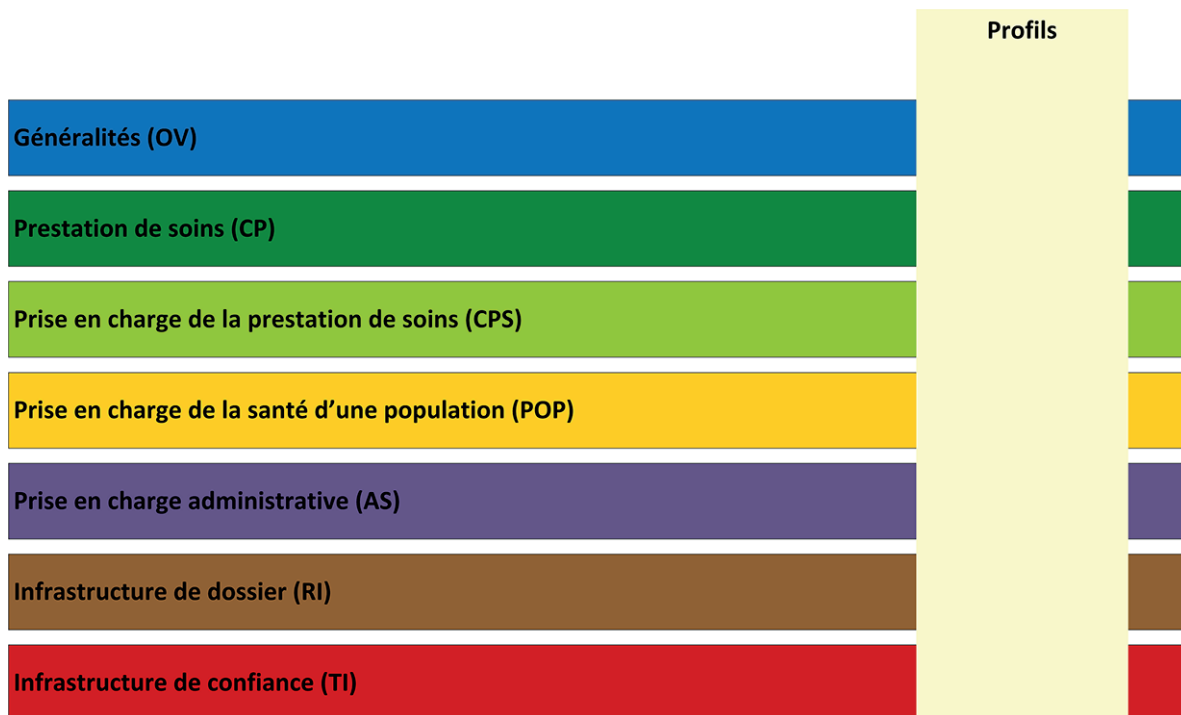 Profils
Généralités (OV)
Prestation de soins (CP)
Prise en charge de la prestation de soins (CPS)
Prise en charge de la santé d’une population (POP)
Prise en charge administrative (AS)
Infrastructure de dossier (RI)
Infrastructure de confiance (TI)